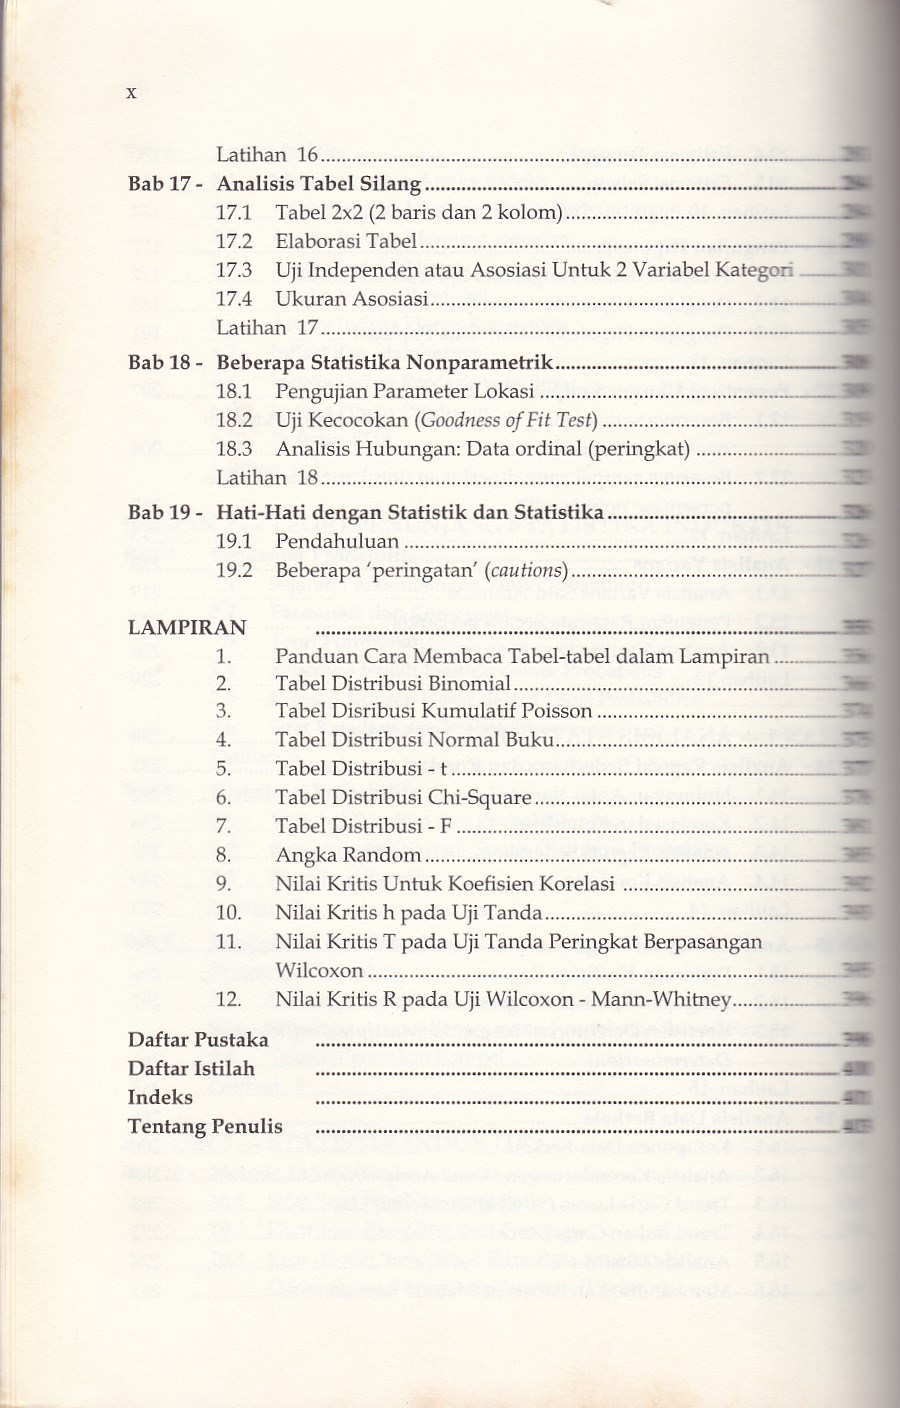 x
Latihan 16
Bab 17 - Analisis Tabel Silang
17.1 Tabel 2x2 (2 baris dan 2 kolom)
17.2 Elaborasi Tabel
17.3 Uji Independen atau Asosiasi Untuk 2 Variabel Kategori
17.4 Ukuran Asosiasi
Latihan 17
Bab 18 - Beberapa Statistika Nonparametrik
18.1 Pengujian Parameter Lokasi
18.2 Uji Kecocokan (Goodness of Fit Test)
18.3 Analisis Hubungan: Data ordinal (peringkat)
Latihan 18
Bab 19 - Hati-Hati dengan Statistik dan Statistika
19.1 Pendahuluan
19.2 Beberapa 'peringatan' (cautions)
LAMPIRAN
1. Panduan Cara Membaca Tabel-tabel dalam Lampiran
2. Tabel Distribusi Binomial
3. Tabel Disribusi Kumulatif Poisson
4. Tabel Distribusi Normal Buku
5. Tabel Distribusi - t
6. Tabel Distribusi Chi-Square
7. Tabel Distribusi - F
8. Angka Random
9. Nilai Kritis Untuk Koefisien Korelasi
10. Nilai Kritis h pada Uji Tanda
11. Nilai Kritis T pada Uji Tanda Peringkat Berpasangan
Wilcoxon
12. Nilai Kritis R pada Uji Wilcoxon - Mann-Whitney
Daftar Pustaka
Daftar Istilah
Indeks
Tentang Penulis